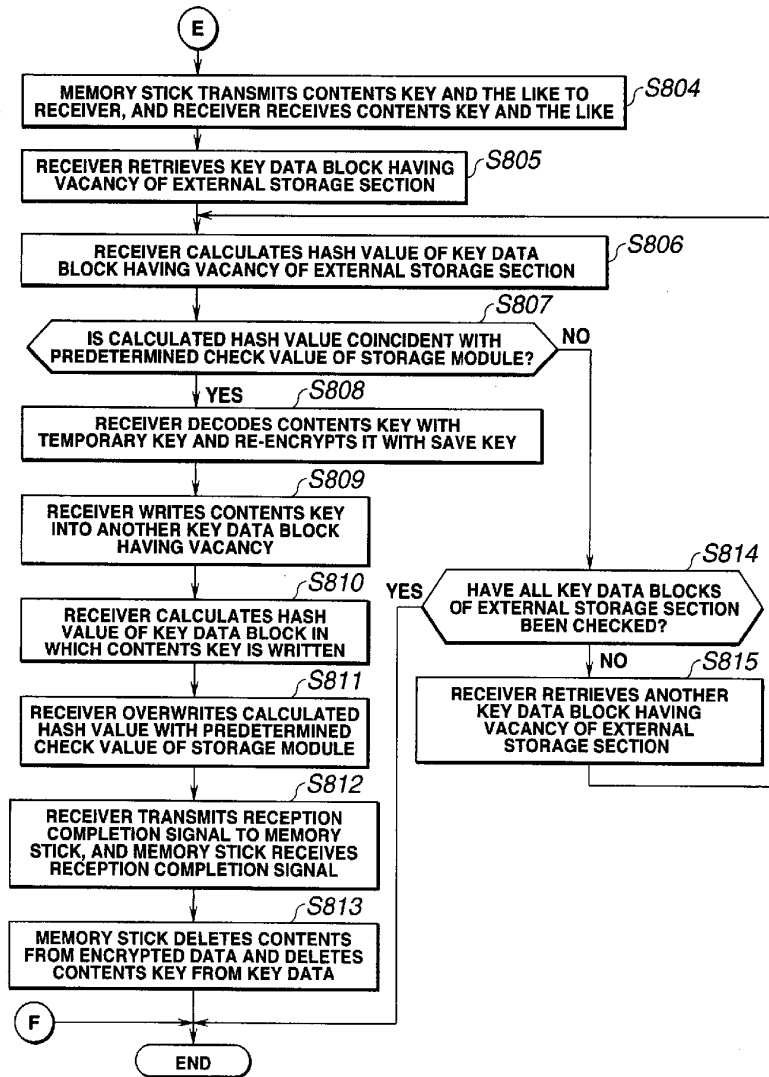 E
S804
MEMORY STICK TRANSMITS CONTENTS KEY AND THE LIKE TO
RECEIVER, AND RECEIVER RECEIVES CONTENTS KEY AND THE LIKE
S805
RECEIVER RETRIEVES KEY DATA BLOCK HAVING
VACANCY OF EXTERNAL STORAGE SECTION
S806
RECEIVER CALCULATES HASH VALUE OF KEY DATA
BLOCK HAVING VACANCY OF EXTERNAL STORAGE SECTION
S807
IS CALCULATED HASH VALUE COINCIDENT WITH
PREDETERMINED CHECK VALUE OF STORAGE MODULE?
NO
YES
S808
RECEIVER DECODES CONTENTS KEY WITH
TEMPORARY KEY AND RE-ENCRYPTS IT WITH SAVE KEY
S809
RECEIVER WRITES CONTENTS KEY
INTO ANOTHER KEY DATA BLOCK
HAVING VACANCY
S810
RECEIVER CALCULATES HASH
VALUE OF KEY DATA BLOCK IN
WHICH CONTENTS KEY IS WRITTEN
S811
RECEIVER OVERWRITES CALCULATED
HASH VALUE WITH PREDETERMINED
CHECK VALUE OF STORAGE MODULE
S812
RECEIVER TRANSMITS RECEPTION
COMPLETION SIGNAL TO MEMORY
STICK, AND MEMORY STICK RECEIVES
RECEPTION COMPLETION SIGNAL
S813
MEMORY STICK DELETES CONTENTS
FROM ENCRYPTED DATA AND DELETES
CONTENTS KEY FROM KEY DATA
S814
YES
HAVE ALL KEY DATA BLOCKS
OF EXTERNAL STORAGE SECTION
BEEN CHECKED?
NO
S815
RECEIVER RETRIEVES ANOTHER
KEY DATA BLOCK HAVING
VACANCY OF EXTERNAL
STORAGE SECTION
F
END